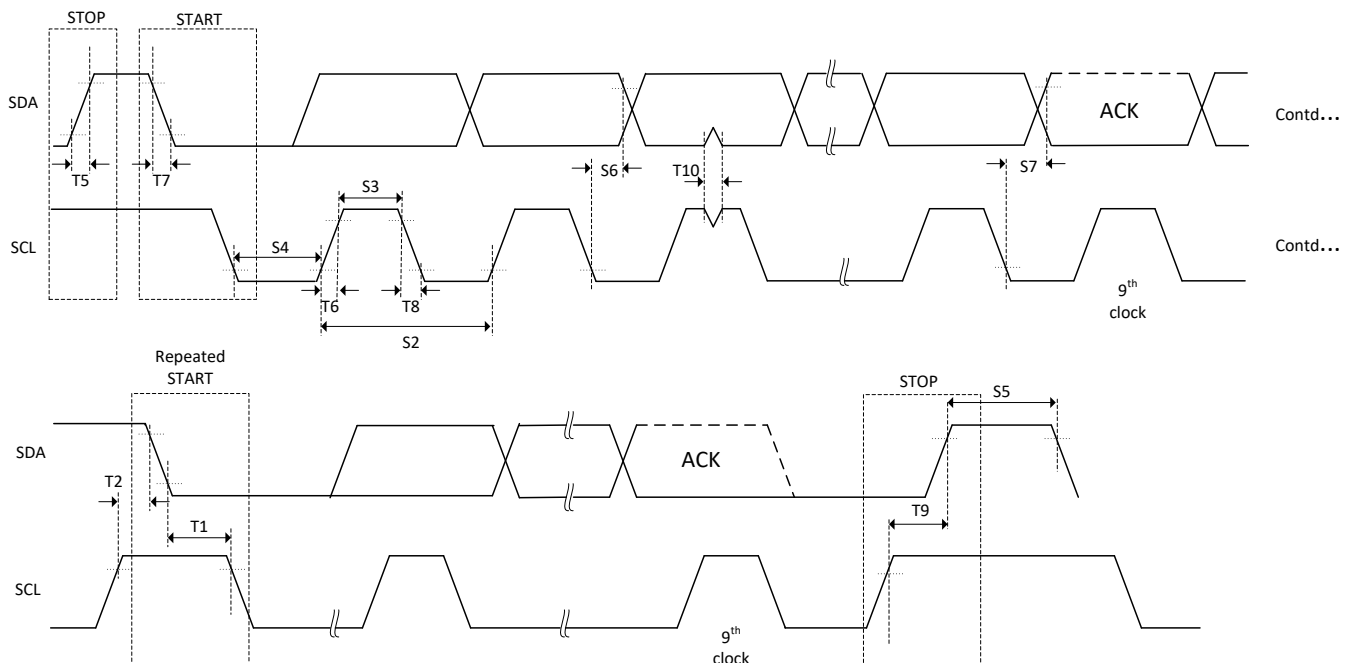 STOP
START
SDA
ACK
Contd...
T5
T7
S6
T10
S7
S3
SCL
S4
Contd...
T6
T8
9th
clock
S2
Repeated
START
STOP
S5
SDA
ACK
T2
T9
T1
SCL
9th
clock